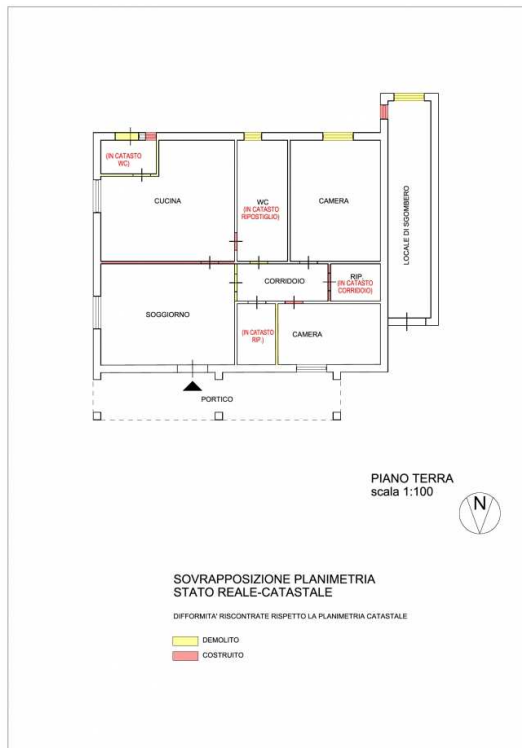 (IN CATASTO
WC)
CUCINA
WC
(IN CATASTO
RIPOSTIGLIO)
CAMERA
LOCALE DI SGOMBERO
CORRIDOIO
RIP.
(IN CATASTO
CORRIDOIO)
SOGGIORNO
(IN CATASTO
RIP.)
CAMERA
PORTICO
PIANO TERRA
scala 1:100
N
SOVRAPPOSIZIONE PLANIMETRIA
STATO REALE-CATASTALE
DIFFORMITA' RISCONTRATE RISPETTO LA PLANIMETRIA CATASTALE
DEMOLITO
COSTRUITO